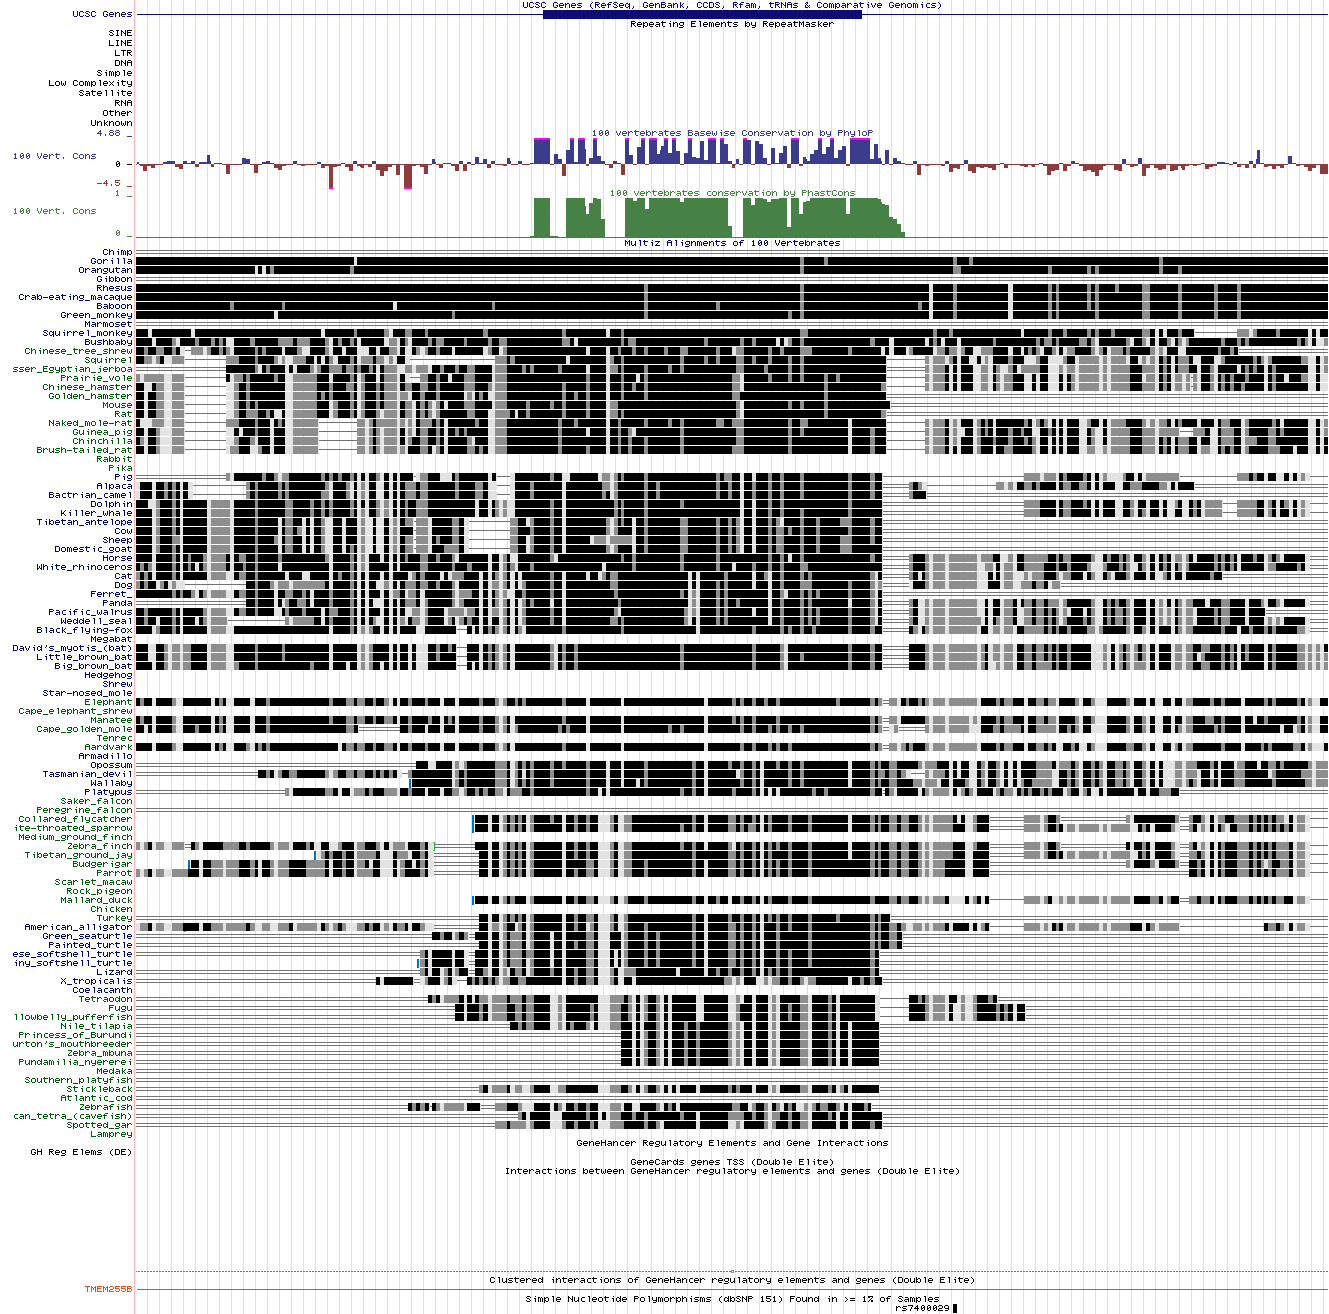 UCSC Genes (RefSeq, GenBank, CCDS, Rfam, tRNAs & Comparative Genomics)
UCSC Genes
Repeating Elements by RepeatMasker
SINE
LINE
LTR
DNA
Simple
Low Complexity
Satellite
RNA
Other
Unknown
4.88 _
100 vertebrates Basewise Conservation by PhyloP
100 Vert. Cons
0 -
-4.5 _
1 _
100 vertebrates conservation by PhastCons
100 Vert. Cons
0 _
Multiz Alignments of 100 Vertebrates
Chimp
Gorilla
Orangutan
Gibbon
Rhesus
Crab-eating_macaque
Baboon
Green_monkey
Marmoset
Squirrel_monkey
Bushbaby
Chinese_tree_shrew
Squirrel
sser_Egyptian_jerboa
Prairie_vole
Chinese_hamster
Golden_hamster
Mouse
Rat
Naked_mole-rat
Guinea_pig
Chinchilla
Brush-tailed_rat
Rabbit
Pika
Pig
Alpaca
Bactrian_camel
Dolphin
Killer_whale
Tibetan_antelope
Cow
Sheep
Domestic_goat
Horse
White_rhinoceros
Cat
Dog
Ferret_
Panda
Pacific_walrus
Weddell_seal
Black_flying-fox
Megabat
David's_myotis_(bat)
Little_brown_bat
Big_brown_bat
Hedgehog
Shrew
Star-nosed_mole
Elephant
Cape_elephant_shrew
Manatee
Cape_golden_mole
Tenrec
Aardvark
Armadillo
Opossum
Tasmanian_devil
Wallaby
Platypus
Saker_falcon
Peregrine_falcon
Collared_flycatcher
ite-throated_sparrow
Medium_ground_finch
Zebra_finch
Tibetan_ground_jay
Budgerigar
Parrot
Scarlet_macaw
Rock_pigeon
Mallard_duck
Chicken
Turkey
American_alligator
Green_seaturtle
Painted_turtle
ese_softshell_turtle
iny_softshell_turtle
Lizard
X_tropicalis
Coelacanth
Tetraodon
Fugu
llowbelly_pufferfish
Nile_tilapia
Princess_of_Burundi
urton's_mouthbreeder
Zebra_mbuna
Pundamilia_nyererei
Medaka
Southern_platyfish
Stickleback
Atlantic_cod
Zebrafish
can_tetra_(cavefish)
Spotted_gar
Lamprey
GeneHancer Regulatory Elements and Gene Interactions
GH Reg Elems (DE)
GeneCards genes TSS (Double Elite)
Interactions between GeneHancer regulatory elements and genes (Double Elite)
Clustered interactions of GeneHancer regulatory elements and genes (Double Elite)
TMEM255B
Simple Nucleotide Polymorphisms (dbSNP 151) Found in >= 1% of Samples
rs7400029